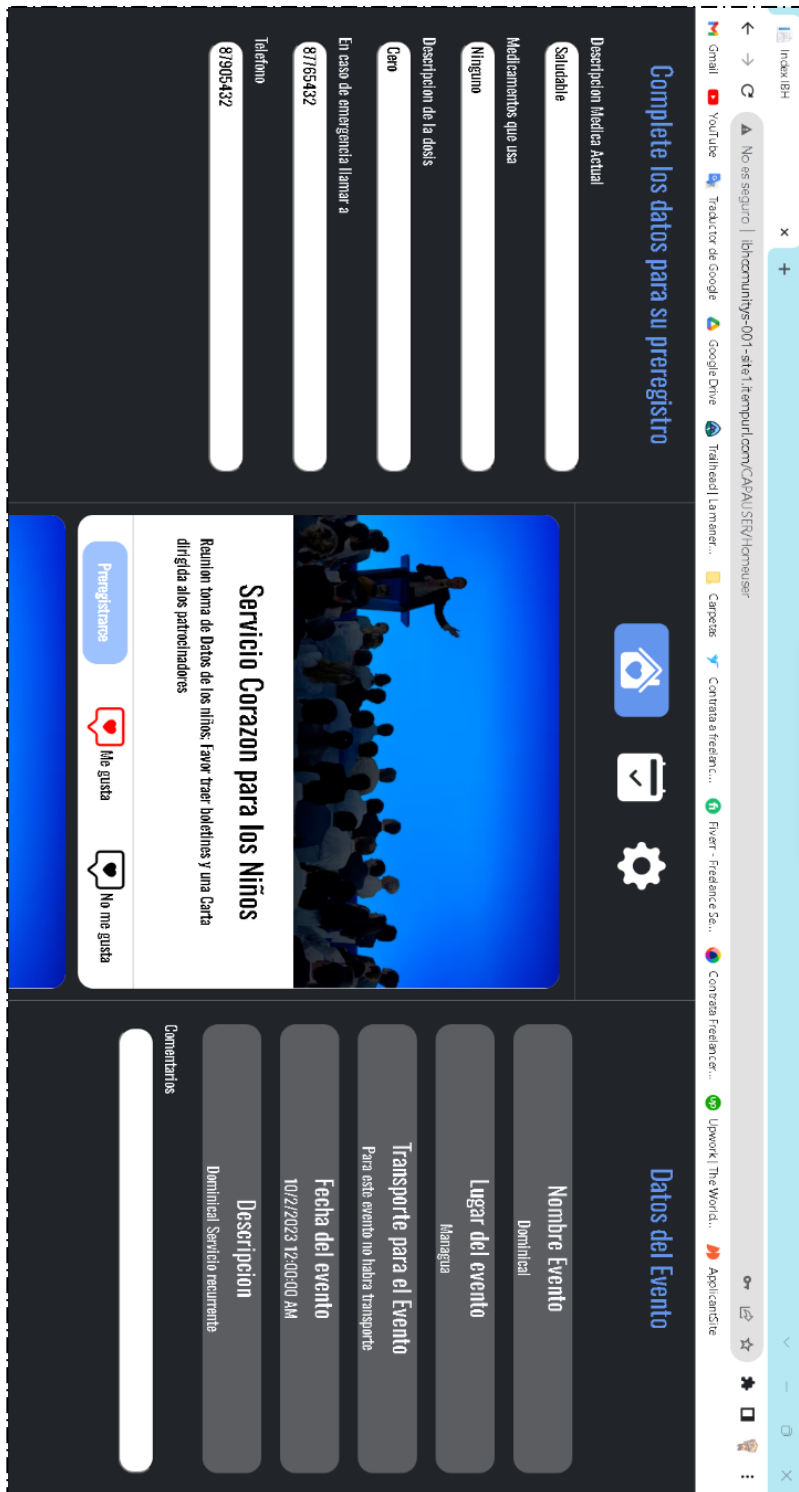 Index IBH
No es seguro | ibhcomunitys-001-site1.itempurl.com/CAPAUSER/Homeuser
Gmail
YouTube
Traductor de Google
Google Drive
Trailhead | La maner...
Carpetas
Contrata a freelanc...
Fiverr - Freelance Se...
Contrata Freelancer...
Upwork | The World...
ApplicantSite
Complete los datos para su preregistro
Descripcion Medica Actual
Saludable
Medicamentos que usa
Ninguno
Descripcion de la dosis
Cero
En caso de emergencia llamar a
87765432
Telefono
87905432
Servicio Corazon para los Niños
Reunion toma de Datos de los niños; Favor traer boletines y una Carta
dirigida alos patrocinadores
Preregistrarce
Me gusta
No me gusta
Datos del Evento
Nombre Evento
Dominical
Lugar del evento
Managua
Transporte para el Evento
Para este evento no habra transporte
Fecha del evento
10/2/2023 12:00:00 AM
Descripcion
Dominical Servicio recurrente
Comentarios